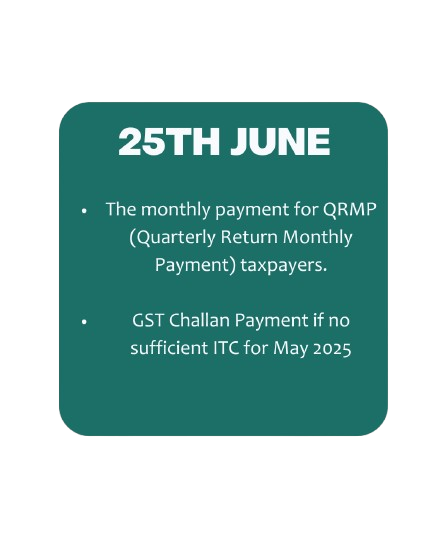 25TH JUNE
• The monthly payment for QRMP
(Quarterly Return Monthly
Payment) taxpayers.
• GST Challan Payment if no
sufficient ITC for May 2025